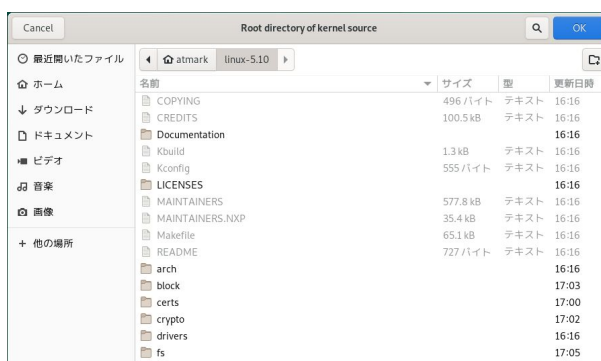 Cancel Root directory of kernel source OK
最近開いたファイル atmark linux-5.10
ホーム 名前 サイズ 型 更新日時
COPYING 496 バイト テキスト 16:16
ダウンロード CREDITS 100.5 kB テキスト 16:16
ドキュメント Documentation 16:16
Kbuild 1.3 kB テキスト 16:16
ビデオ Kconfig 555 バイト テキスト 16:16
音楽 LICENSES 16:16
画像 MAINTAINERS 577.8 kB テキスト 16:16
MAINTAINERS.NXP 35.4 kB テキスト 16:16
+ 他の場所 Makefile 65.1 kB テキスト 16:16
README 727 バイト テキスト 16:16
arch 16:16
block 17:03
certs 17:00
crypto 17:02
drivers 16:16
fs 17:05